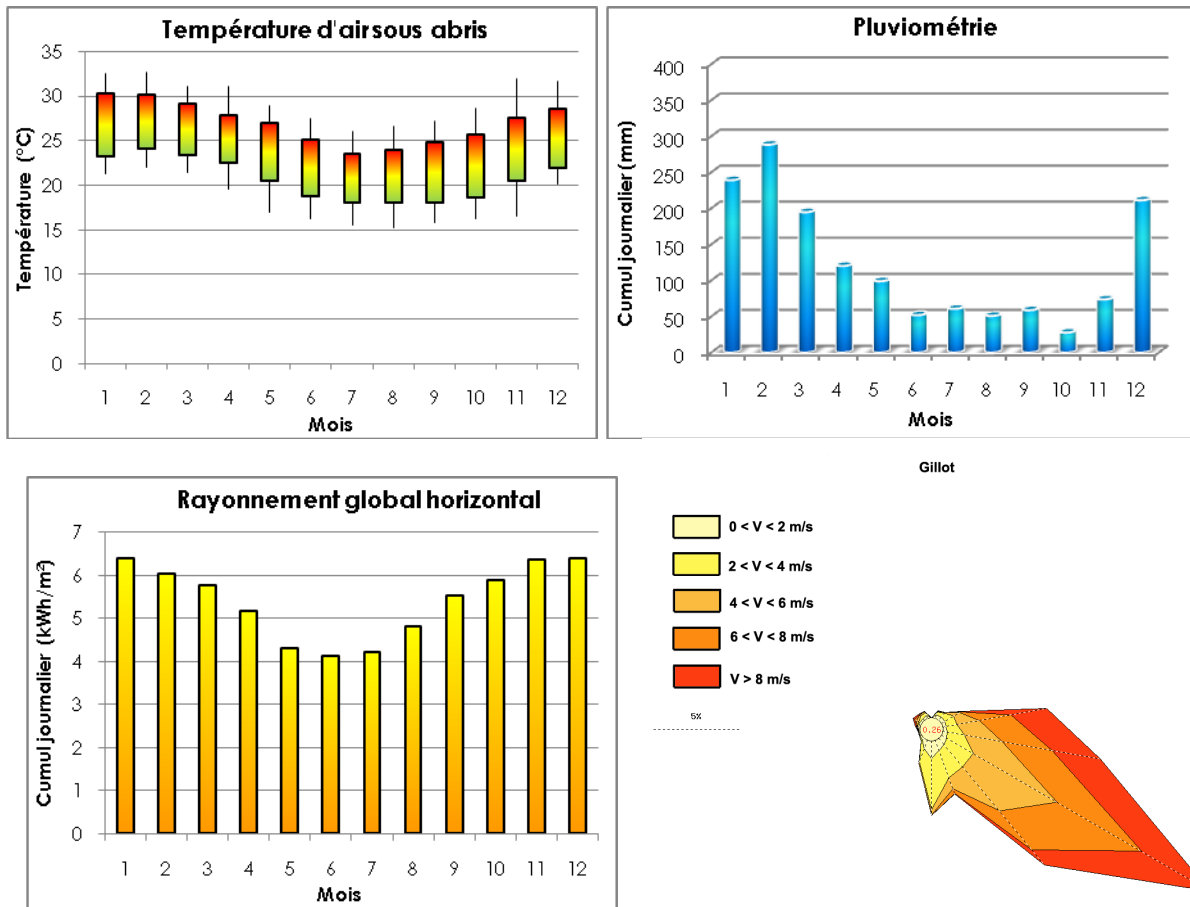 Température d'air sous abris
Température (°C)
35
30
25
20
15
10
5
0
1 2 3 4 5 6 7 8 9 10 11 12
Mois
Pluviométrie
Cumul journalier (mm)
400
350
300
250
200
150
100
50
0
1 2 3 4 5 6 7 8 9 10 11 12
Mois
Rayonnement global horizontal
Cumul journalier (kWh/m²)
7
6
5
4
3
2
1
0
1 2 3 4 5 6 7 8 9 10 11 12
Mois
Gillot
0 < V < 2 m/s
2 < V < 4 m/s
4 < V < 6 m/s
6 < V < 8 m/s
V > 8 m/s
5%
0.26